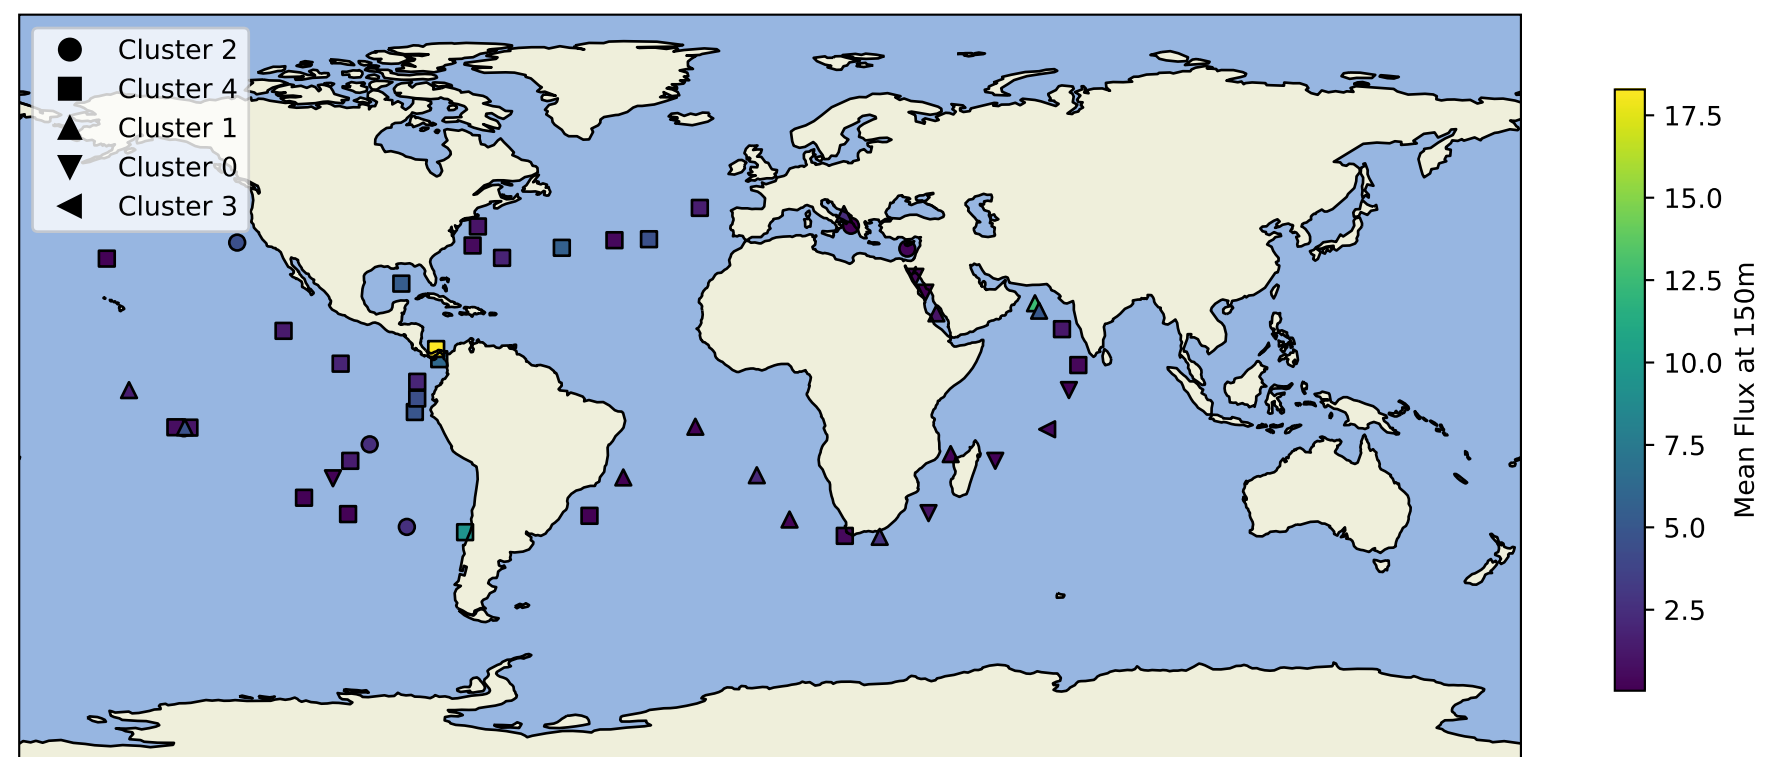 Cluster 2
Cluster 4
Cluster 1
Cluster 0
Cluster 3
17.5
15.0
12.5
10.0
7.5
5.0
2.5
Mean Flux at 150m